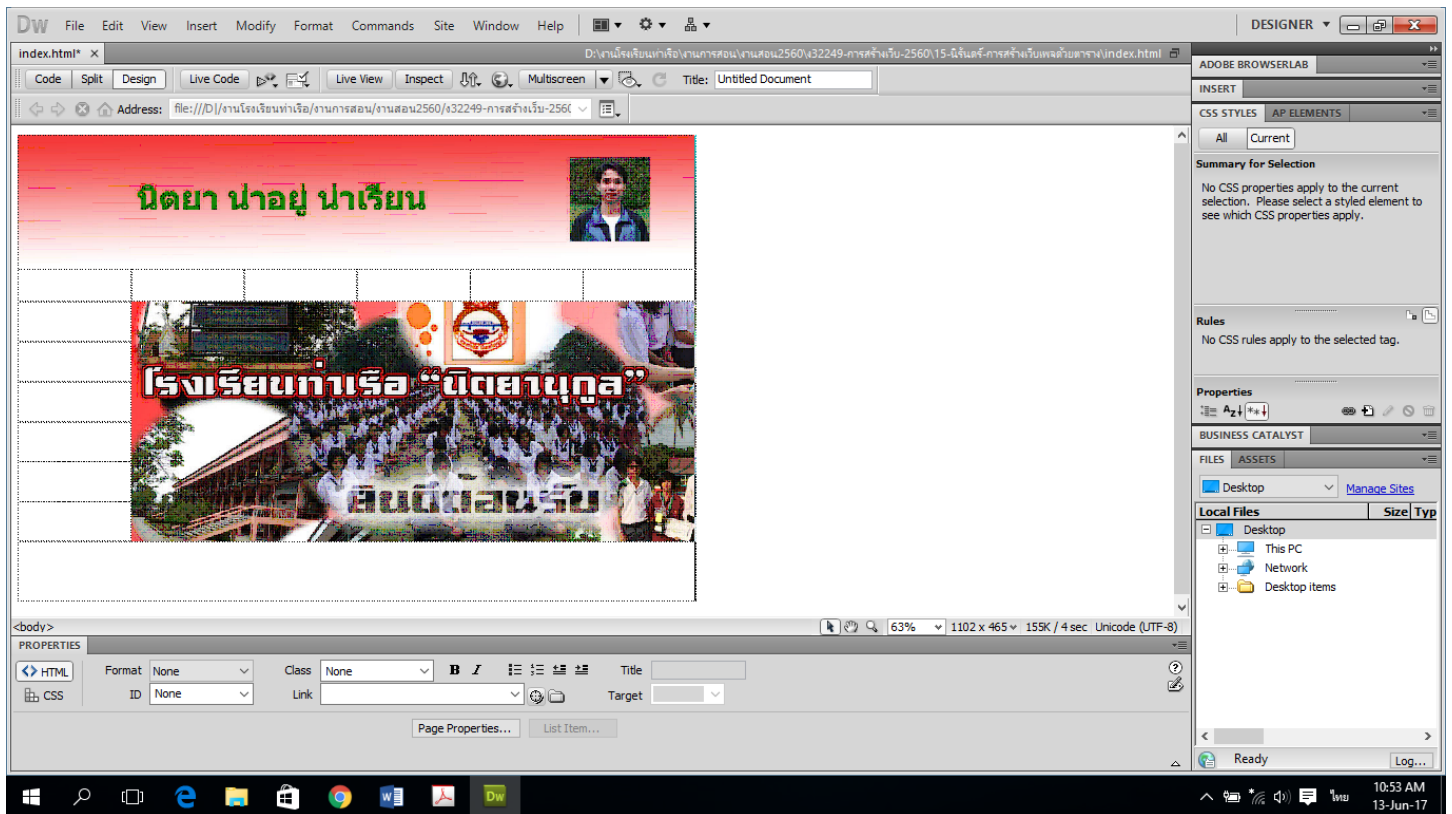 DW File Edit View Insert Modify Format Commands Site Window Help DESIGNER
index.html* D:\งานโรงเรียนท่าเรือ\งานการสอน\งานสอน2560\ง32249-การสร้างเว็บ-2560\15-นิรันดร์-การสร้างเว็บเพจด้วยตาราง\index.html
Code Split Design Live Code Live View Inspect Multiscreen Title: Untitled Document
Address: file:///D|/งานโรงเรียนท่าเรือ/งานการสอน/งานสอน2560/ง32249-การสร้างเว็บ-2560
นิตยา น่าอยู่ น่าเรียน
โรงเรียนท่าเรือ “นิตยานุกูล”
ยินดีต้อนรับ
<body> 63% 1102 x 465 155K / 4 sec Unicode (UTF-8)
PROPERTIES
HTML Format None Class None B I Title
CSS ID None Link Target
Page Properties... List Item...
ADOBE BROWSERLAB
INSERT
CSS STYLES AP ELEMENTS
All Current
Summary for Selection
No CSS properties apply to the current
selection. Please select a styled element to
see which CSS properties apply.
Rules
No CSS rules apply to the selected tag.
Properties
BUSINESS CATALYST
FILES ASSETS
Desktop Manage Sites
Local Files Size Typ
Desktop
This PC
Network
Desktop items
Ready Log...
Dw ไทย 10:53 AM
13-Jun-17